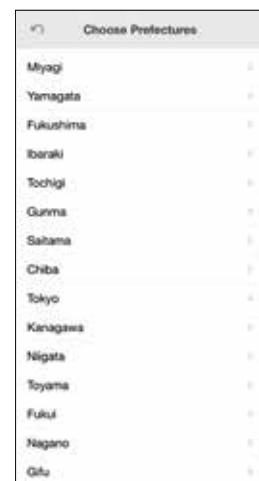 Choose Prefectures
Miyagi
Yamagata
Fukushima
Ibaraki
Tochigi
Gunma
Saitama
Chiba
Tokyo
Kanagawa
Niigata
Toyama
Fukui
Nagano
Gifu